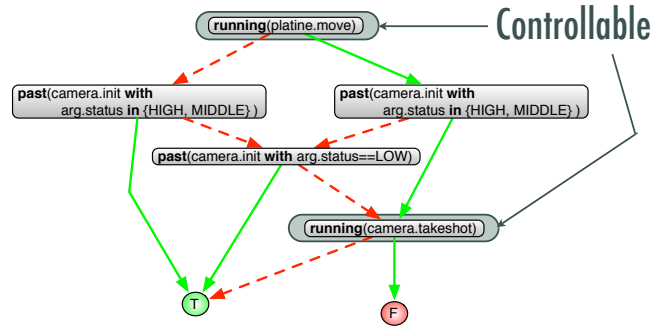 running(platine.move)
Controllable
past(camera.init with
arg.status in {HIGH, MIDDLE} )
past(camera.init with
arg.status in {HIGH, MIDDLE} )
past(camera.init with arg.status==LOW)
running(camera.takeshot)
T
F